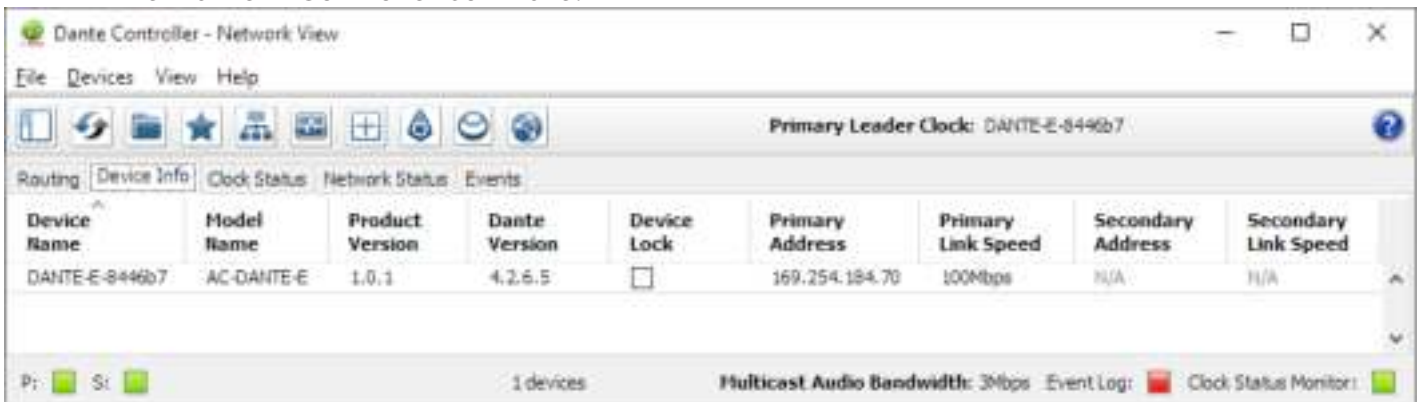 Dante Controller - Network View
File Devices View Help
Primary Leader Clock: DANTE-E-8446b7
Routing Device Info Clock Status Network Status Events
Device Name Model Name Product Version Dante Version Device Lock Primary Address Primary Link Speed Secondary Address Secondary Link Speed
DANTE-E-8446b7 AC-DANTE-E 1.0.1 4.2.6.5 169.254.184.70 100Mbps N/A N/A
P: S: 1 devices Multicast Audio Bandwidth: 3Mbps Event Log: Clock Status Monitor: